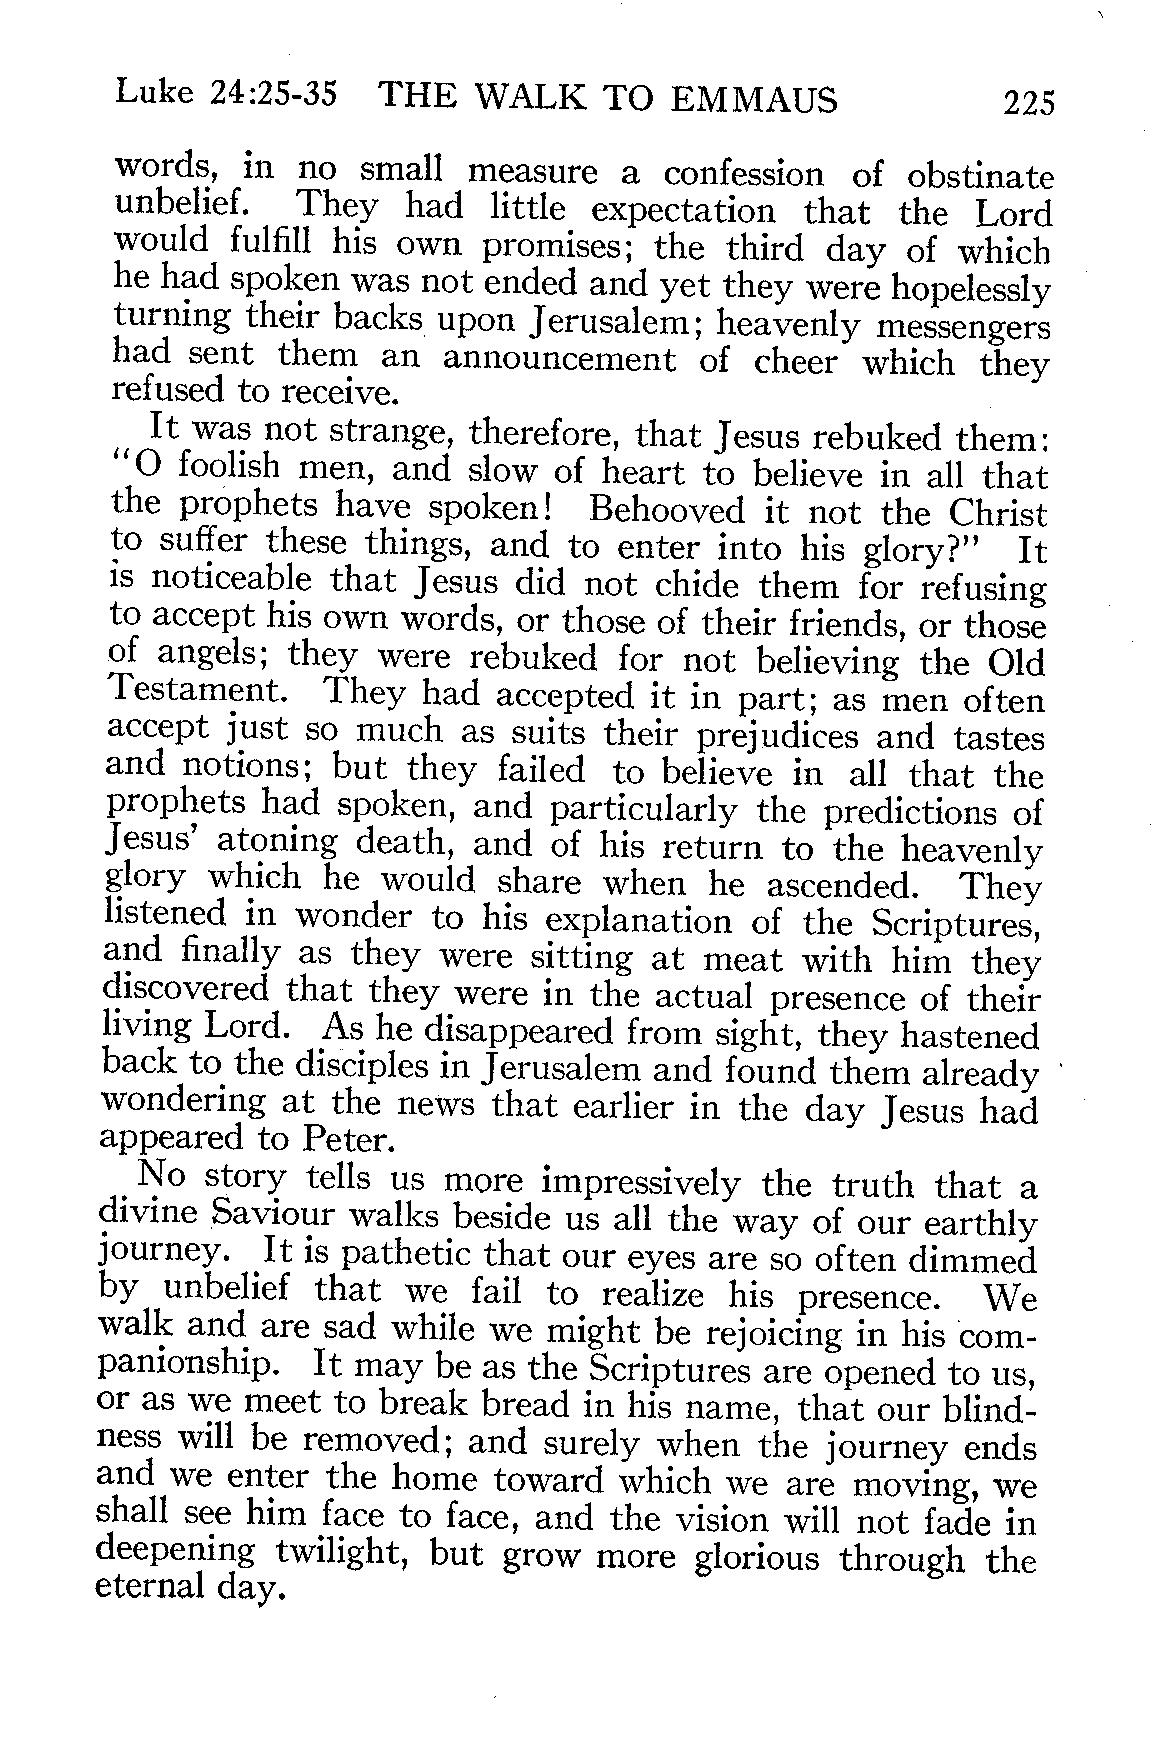 Luke 24:25-35 THE WALK TO EMMAUS 225
words, in no small measure a confession of obstinate
unbelief. They had little expectation that the Lord
would fulfill his own promises; the third day of which
he had spoken was not ended and yet they were hopelessly
turning their backs upon Jerusalem; heavenly messengers
had sent them an announcement of cheer which they
refused to receive.
It was not strange, therefore, that Jesus rebuked them:
"O foolish men, and slow of heart to believe in all that
the prophets have spoken! Behooved it not the Christ
to suffer these things, and to enter into his glory?" It
is noticeable that Jesus did not chide them for refusing
to accept his own words, or those of their friends, or those
of angels; they were rebuked for not believing the Old
Testament. They had accepted it in part; as men often
accept just so much as suits their prejudices and tastes
and notions; but they failed to believe in all that the
prophets had spoken, and particularly the predictions of
Jesus' atoning death, and of his return to the heavenly
glory which he would share when he ascended. They
listened in wonder to his explanation of the Scriptures,
and finally as they were sitting at meat with him they
discovered that they were in the actual presence of their
living Lord. As he disappeared from sight, they hastened
back to the disciples in Jerusalem and found them already
wondering at the news that earlier in the day Jesus had
appeared to Peter.
No story tells us more impressively the truth that a
divine Saviour walks beside us all the way of our earthly
journey. It is pathetic that our eyes are so often dimmed
by unbelief that we fail to realize his presence. We
walk and are sad while we might be rejoicing in his com-
panionship. It may be as the Scriptures are opened to us,
or as we meet to break bread in his name, that our blind-
ness will be removed; and surely when the journey ends
and we enter the home toward which we are moving, we
shall see him face to face, and the vision will not fade in
deepening twilight, but grow more glorious through the
eternal day.